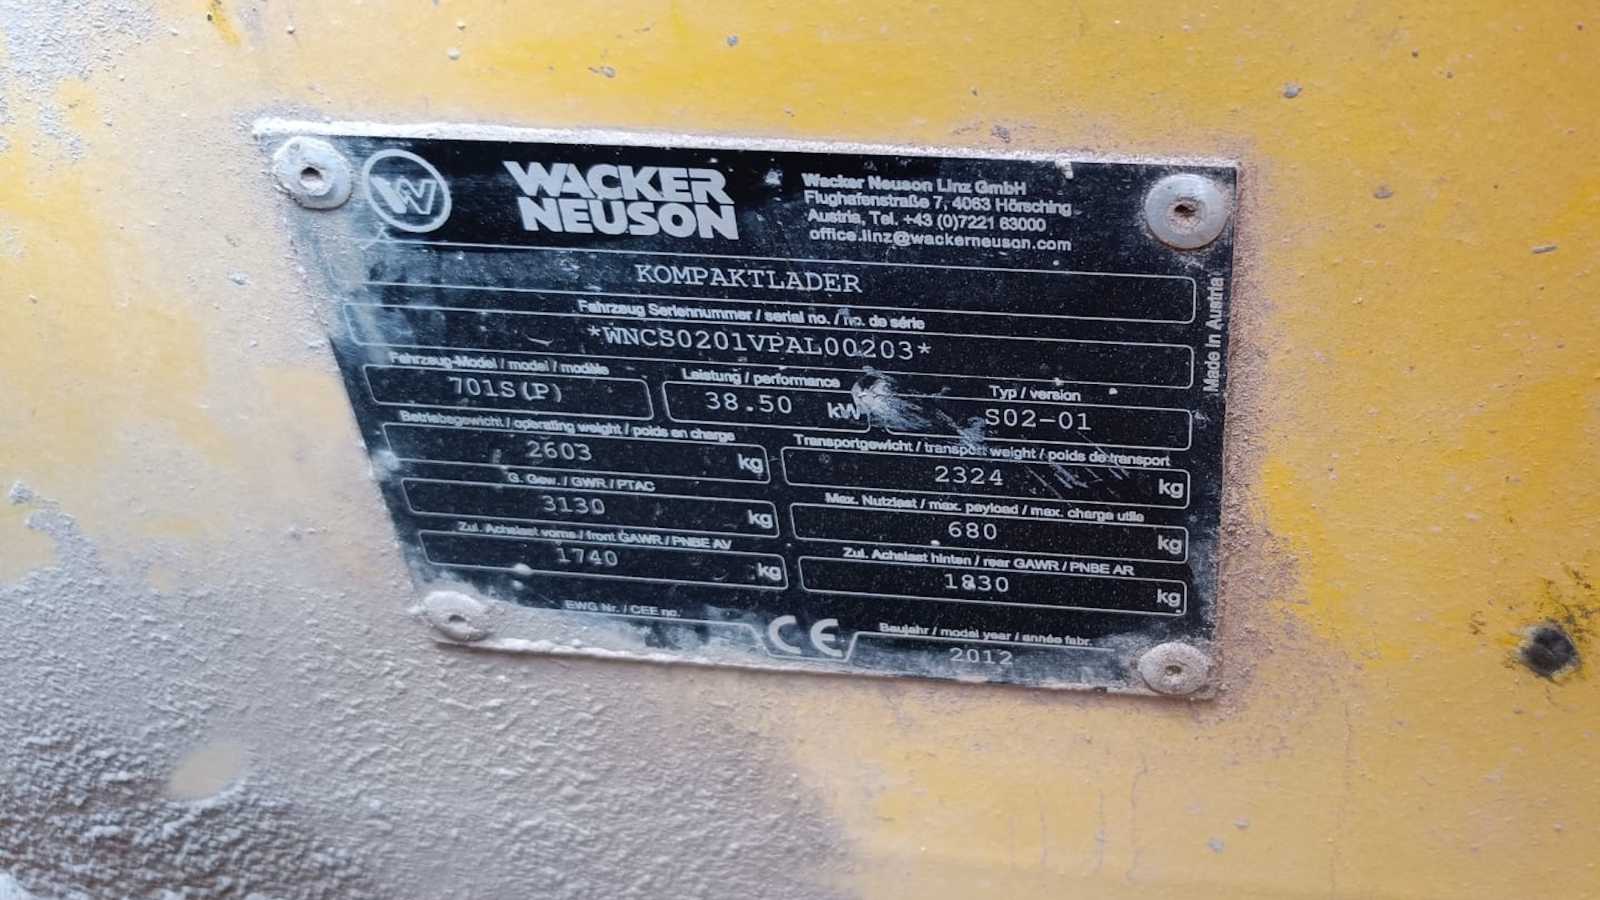 W
WACKER
NEUSON
Wacker Neuson Linz GmbH
Flughafenstraße 7, 4063 Hörsching
Austria, Tel. +43 (0)7221 63000
office.linz@wackerneuson.com
KOMPAKTLADER
Fahrzeug Seriennummer / serial no. / no. de série
*WNCS0201VPAL00203*
Fahrzeug-Model / model / modèle
701S(P)
Leistung / performance
38.50 kW
Typ / version
S02-01
Betriebsgewicht / operating weight / poids en charge
2603 kg
Transportgewicht / transport weight / poids de transport
2324 kg
G. Gew. / GWR / PTAC
3130 kg
Max. Nutzlast / max. payload / max. charge utile
680 kg
Zul. Achslast vorne / front GAWR / PNBE AV
1740 kg
Zul. Achslast hinten / rear GAWR / PNBE AR
1830 kg
EWG Nr. / CEE no.
CE
Baujahr / model year / année fabr.
2012
Made in Austria